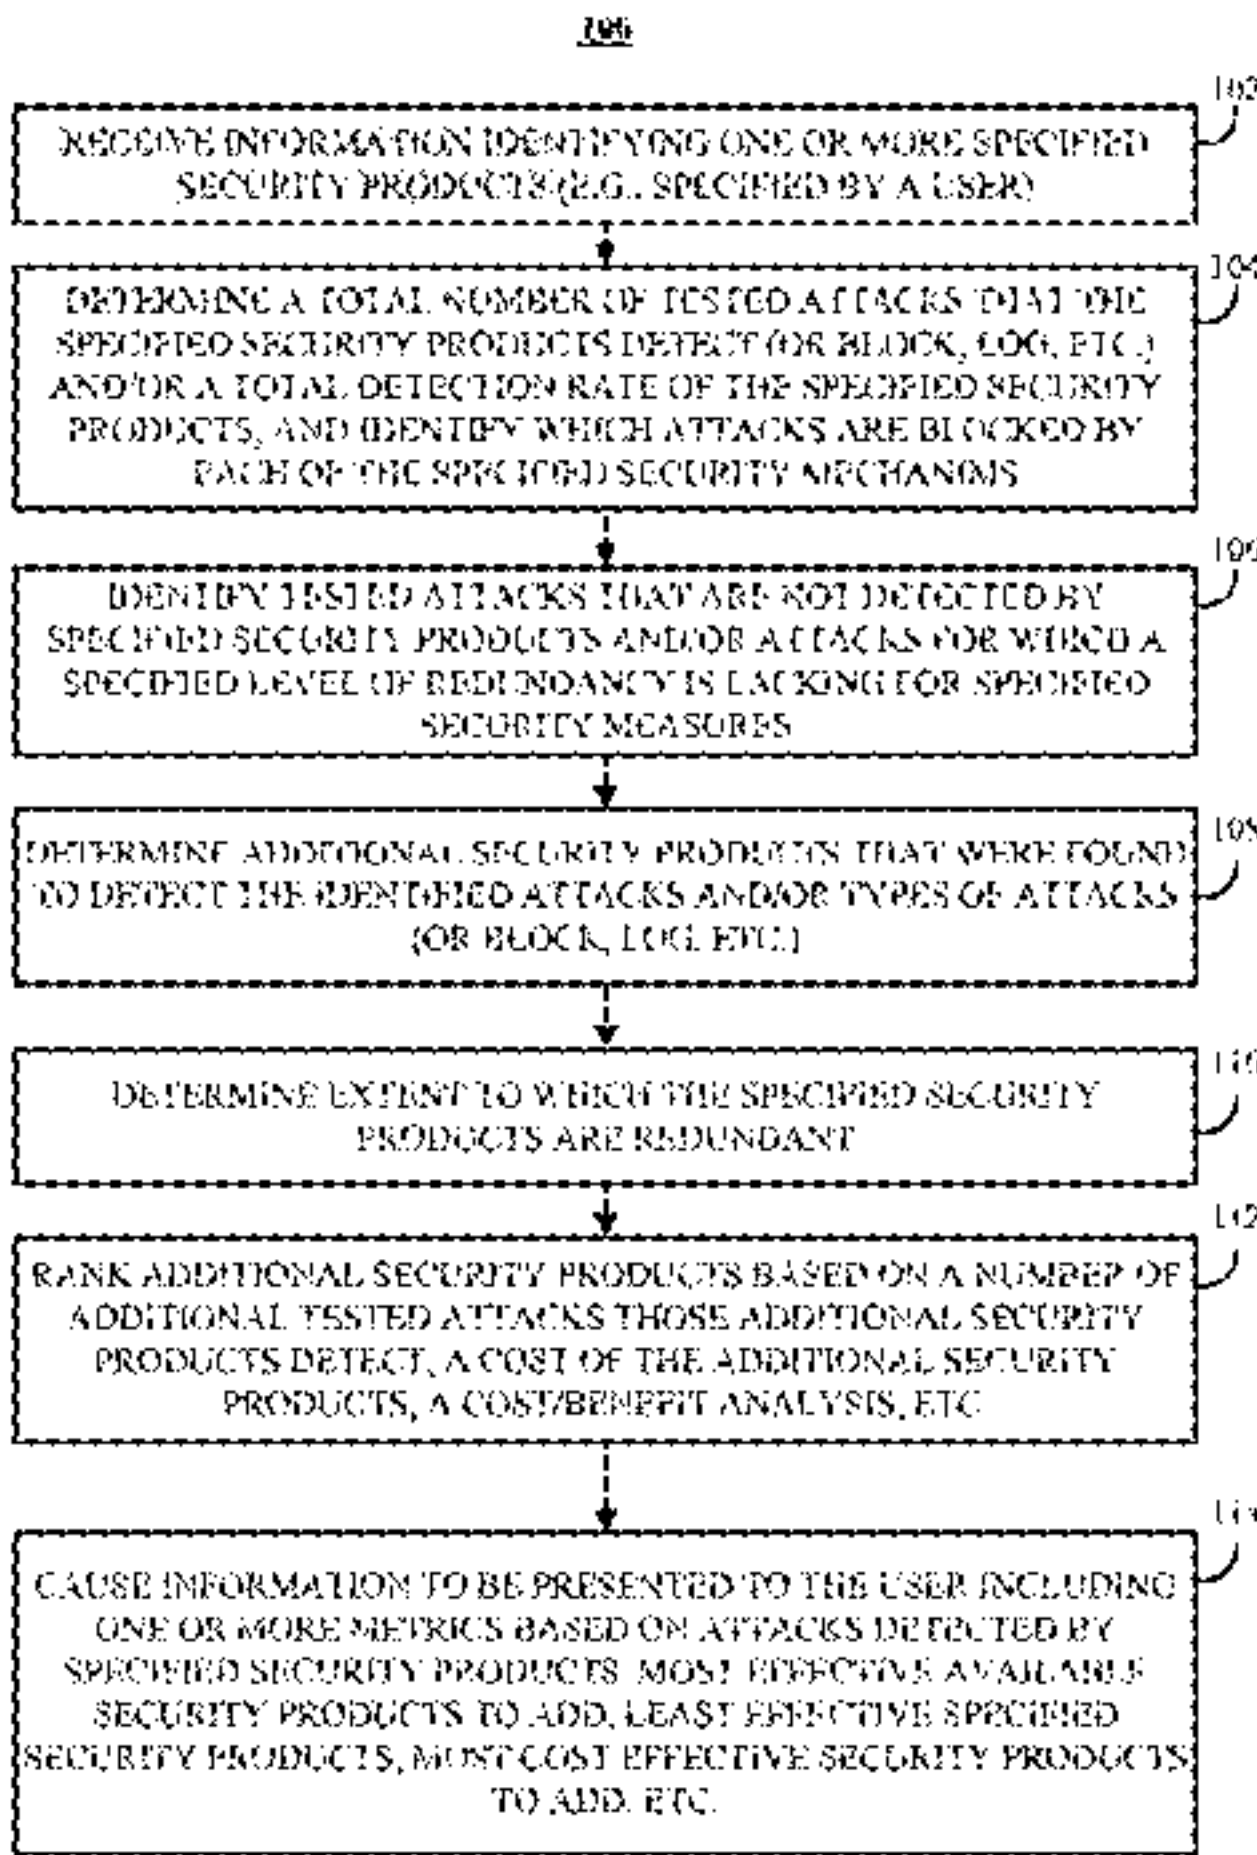 RECEIVE INFORMATION IDENTIFYING ONE OR MORE SPECIFIED
SECURITY PRODUCTS (E.G., SPECIFIED BY A USER)
DETERMINE A TOTAL NUMBER OF TESTED ATTACKS THAT THE
SPECIFIED SECURITY PRODUCTS DETECT (OR BLOCK, LOG, ETC.)
AND/OR A TOTAL DETECTION RATE OF THE SPECIFIED SECURITY
PRODUCTS, AND IDENTIFY WHICH ATTACKS ARE BLOCKED BY
EACH OF THE SPECIFIED SECURITY MECHANIMS
IDENTIFY TESTED ATTACKS THAT ARE NOT DETECTED BY
SPECIFIED SECURITY PRODUCTS AND/OR ATTACKS FOR WHICH A
SPECIFIED LEVEL OF REDUNDANCY IS LACKING FOR SPECIFIED
SECURITY MEASURES
DETERMINE ADDITIONAL SECURITY PRODUCTS THAT WERE FOUND
TO DETECT THE IDENTIFIED ATTACKS AND/OR TYPES OF ATTACKS
(OR BLOCK, LOG, ETC.)
DETERMINE EXTENT TO WHICH THE SPECIFIED SECURITY
PRODUCTS ARE REDUNDANT
RANK ADDITIONAL SECURITY PRODUCTS BASED ON A NUMBER OF
ADDITIONAL TESTED ATTACKS THOSE ADDITIONAL SECURITY
PRODUCTS DETECT, A COST OF THE ADDITIONAL SECURITY
PRODUCTS, A COST/BENEFIT ANALYSIS, ETC
CAUSE INFORMATION TO BE PRESENTED TO THE USER INCLUDING
ONE OR MORE METRICS BASED ON ATTACKS DETECTED BY
SPECIFIED SECURITY PRODUCTS, MOST EFFECTIVE AVAILABLE
SECURITY PRODUCTS TO ADD, LEAST EFFECTIVE SPECIFIED
SECURITY PRODUCTS, MOST COST EFFECTIVE SECURITY PRODUCTS
TO ADD, ETC.